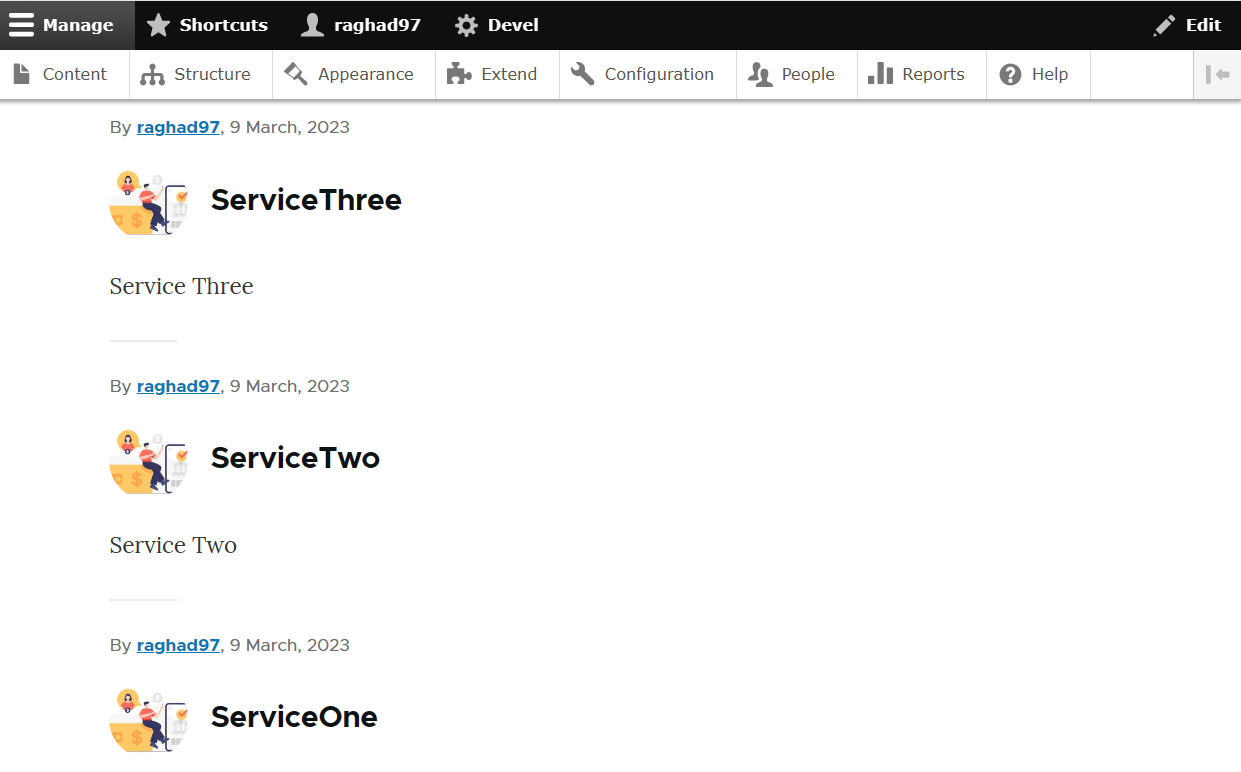 Manage Shortcuts raghad97 Devel Edit
Content Structure Appearance Extend Configuration People Reports Help
By raghad97, 9 March, 2023
ServiceThree
Service Three
By raghad97, 9 March, 2023
ServiceTwo
Service Two
By raghad97, 9 March, 2023
ServiceOne